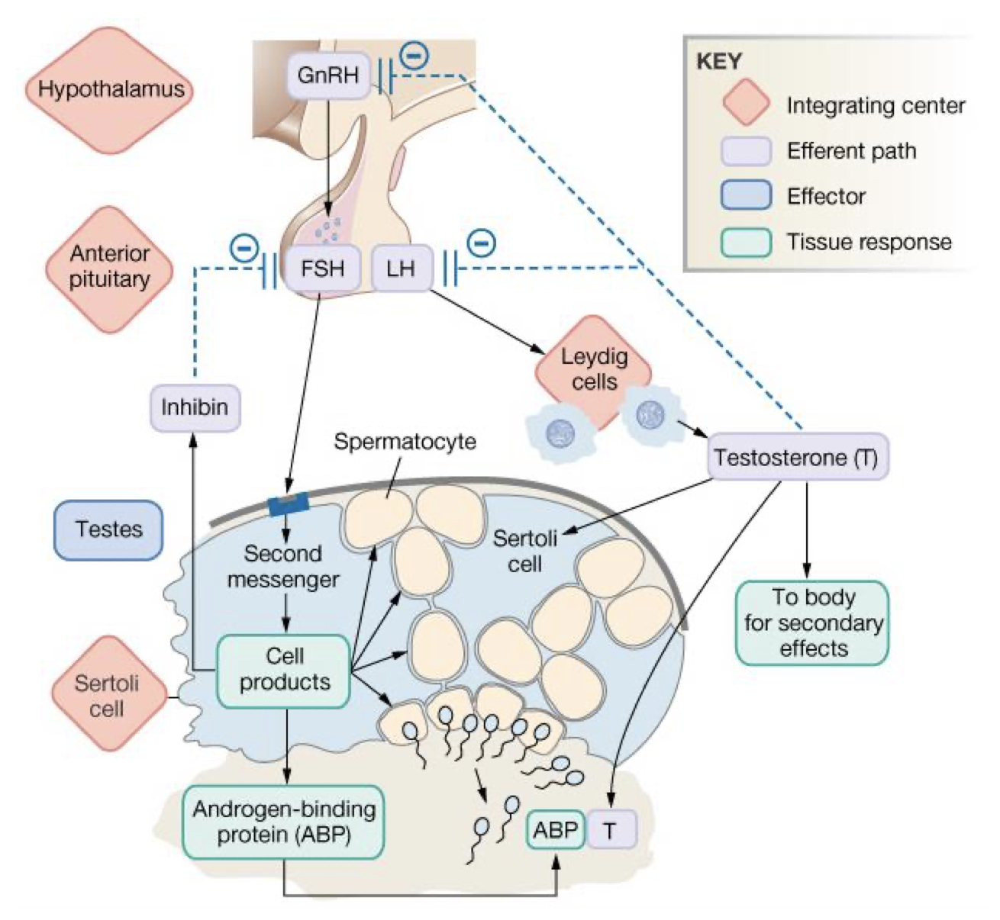 Hypothalamus
GnRH
−
KEY
Integrating center
Efferent path
Effector
Tissue response
Anterior
pituitary
−
FSH
LH
−
Leydig
cells
Inhibin
Spermatocyte
Testosterone (T)
Testes
Second
messenger
Sertoli
cell
To body
for secondary
effects
Cell
products
Sertoli
cell
Androgen-binding
protein (ABP)
ABP
T